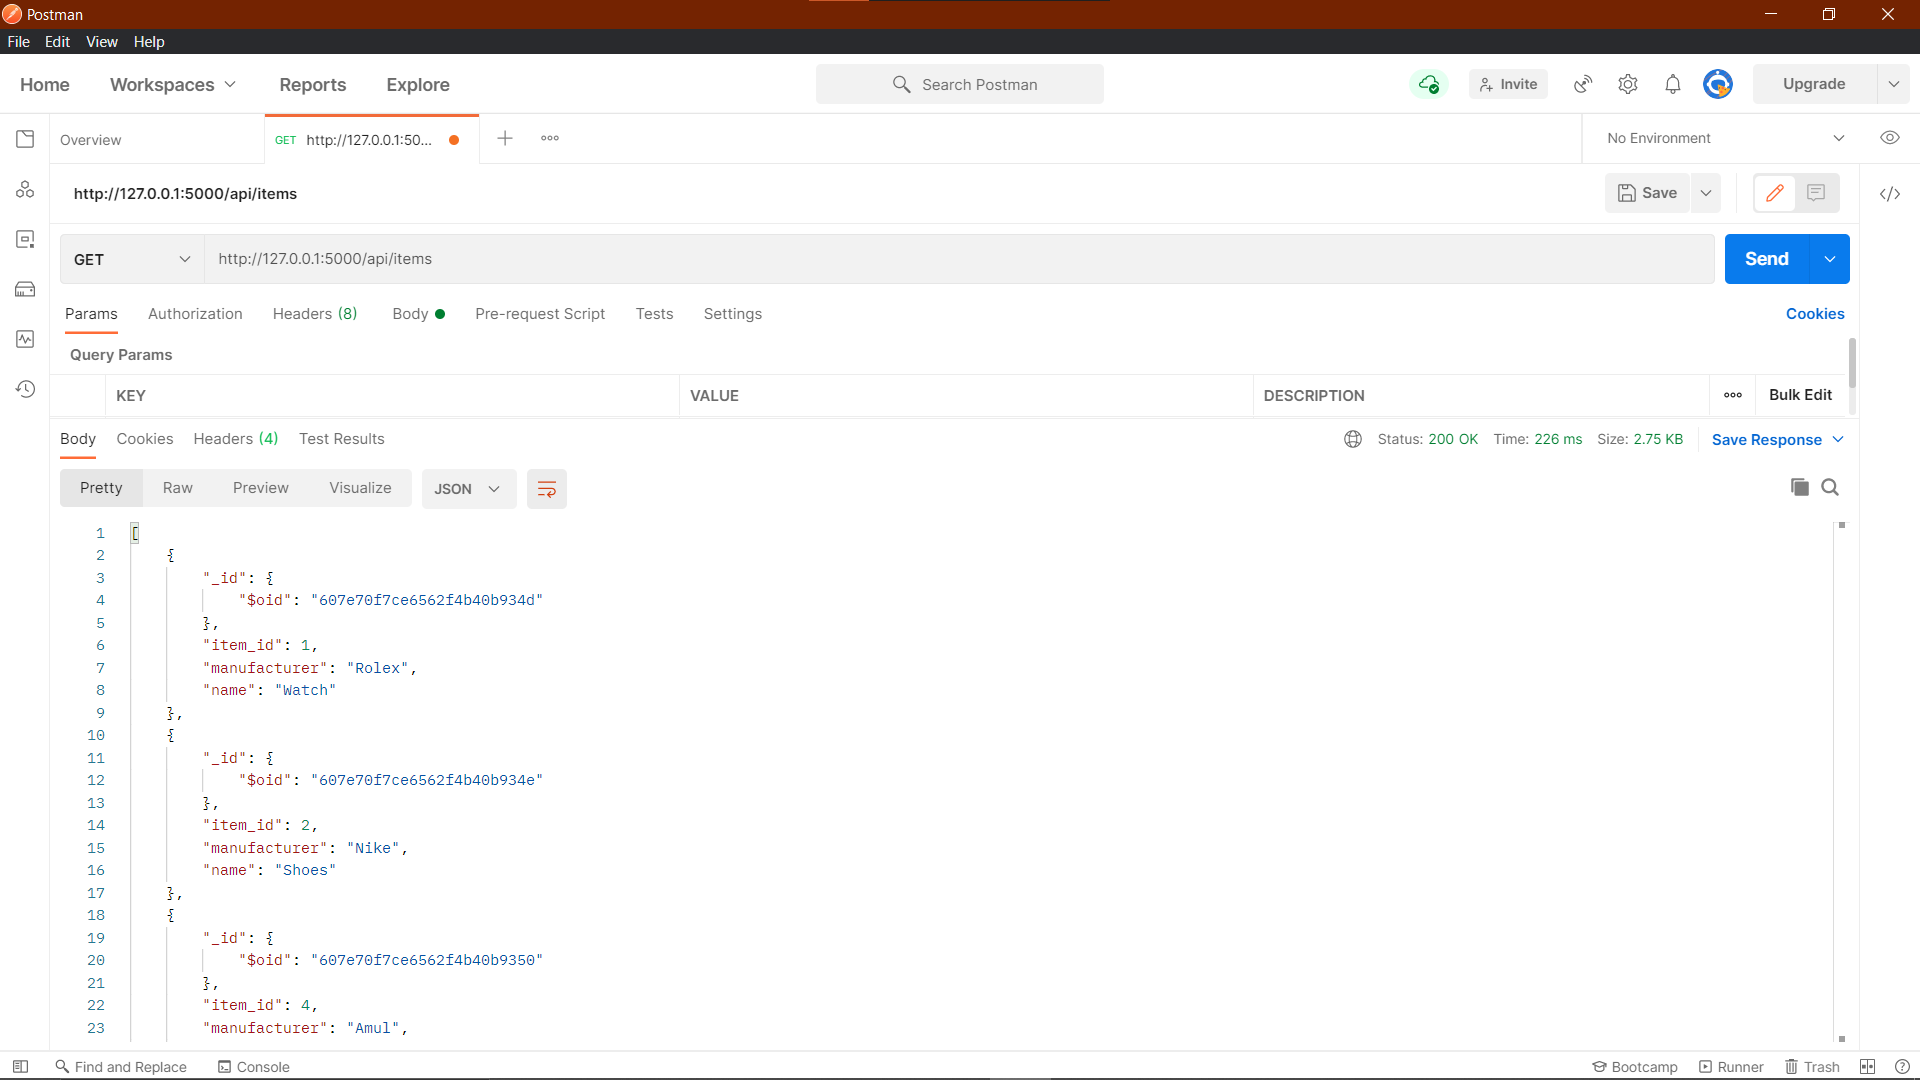 Postman
File Edit View Help
Home Workspaces Reports Explore Search Postman Invite Upgrade
Overview GET http://127.0.0.1:50... No Environment
http://127.0.0.1:5000/api/items Save
GET http://127.0.0.1:5000/api/items Send
Params Authorization Headers (8) Body Pre-request Script Tests Settings Cookies
Query Params
KEY VALUE DESCRIPTION Bulk Edit
Body Cookies Headers (4) Test Results Status: 200 OK Time: 226 ms Size: 2.75 KB Save Response
Pretty Raw Preview Visualize JSON
1 [
2 {
3 "_id": {
4 "$oid": "607e70f7ce6562f4b40b934d"
5 },
6 "item_id": 1,
7 "manufacturer": "Rolex",
8 "name": "Watch"
9 },
10 {
11 "_id": {
12 "$oid": "607e70f7ce6562f4b40b934e"
13 },
14 "item_id": 2,
15 "manufacturer": "Nike",
16 "name": "Shoes"
17 },
18 {
19 "_id": {
20 "$oid": "607e70f7ce6562f4b40b9350"
21 },
22 "item_id": 4,
23 "manufacturer": "Amul",
Find and Replace Console Bootcamp Runner Trash